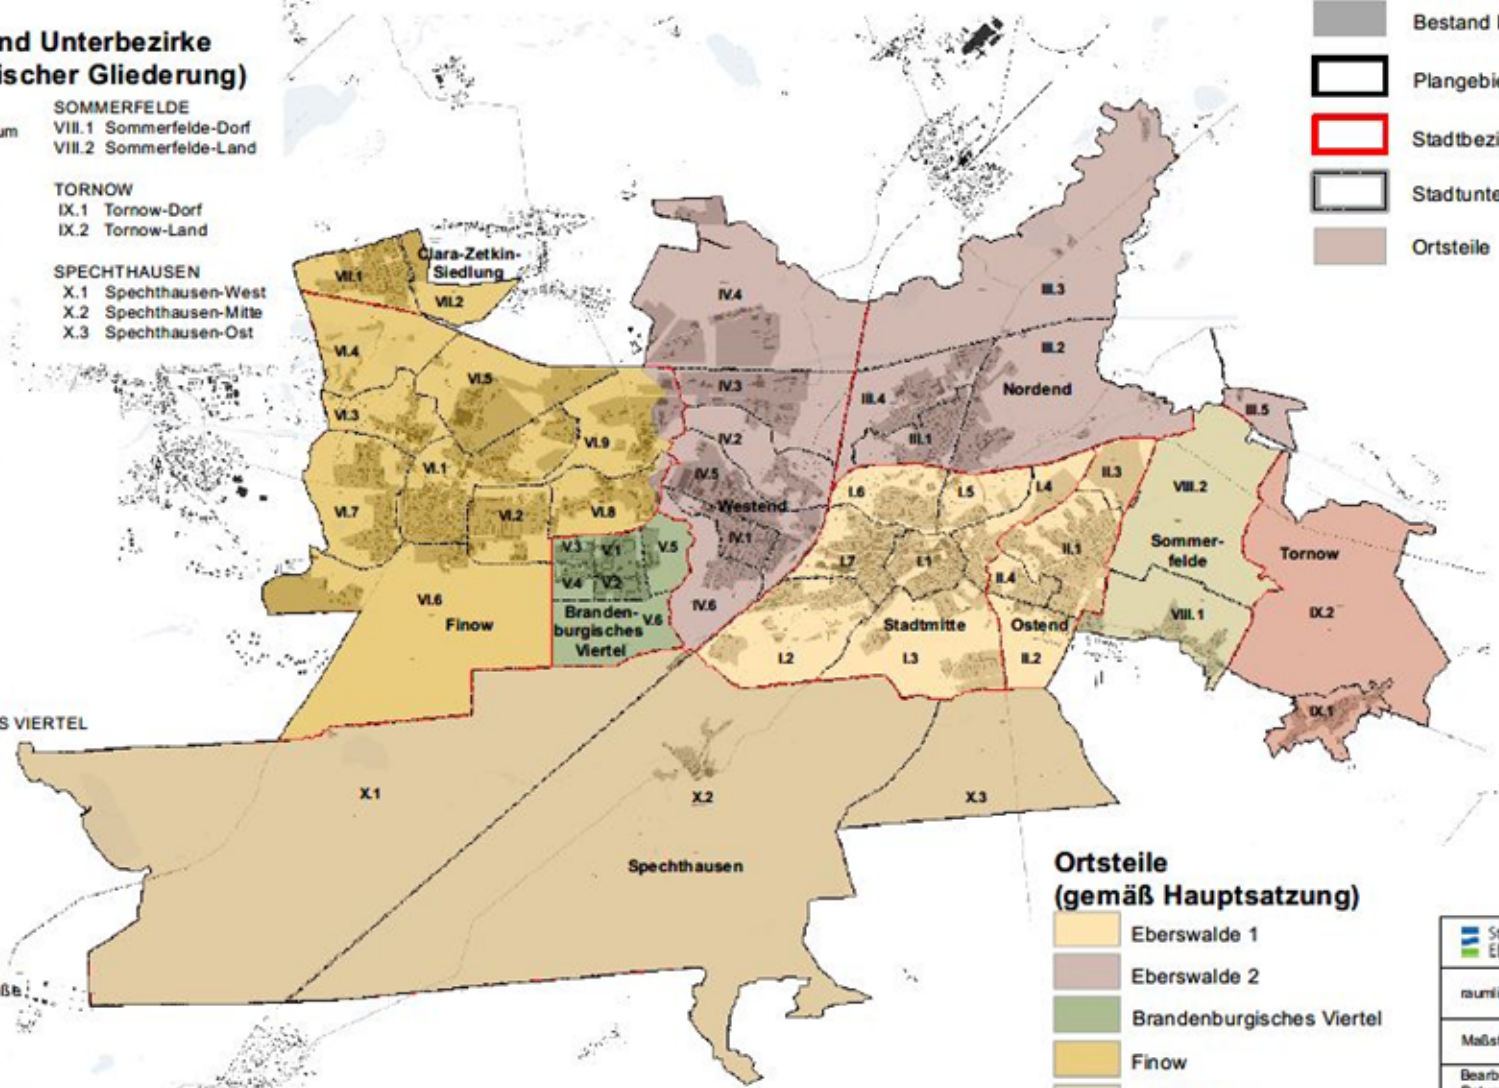 nd Unterbezirke
ischer Gliederung)
um
SOMMERFELDE
VIII.1 Sommerfelde-Dorf
VIII.2 Sommerfelde-Land
TORNOW
IX.1 Tornow-Dorf
IX.2 Tornow-Land
SPECHTHAUSEN
X.1 Spechthausen-West
X.2 Spechthausen-Mitte
X.3 Spechthausen-Ost
S VIERTEL
ße
Bestand
Plangebie
Stadtbezi
Stadtunte
Ortsteile
Clara-Zetkin-
Siedlung
VII.1
VII.2
VI.4
VI.5
VI.3
VI.9
VI.1
VI.7
VI.2
VI.8
VI.6
Finow
V.3
V.1
V.5
V.4
V.2
V.6
Branden-
burgisches
Viertel
IV.4
IV.3
IV.2
IV.5
Westend
IV.1
IV.6
III.3
III.2
Nordend
III.4
III.1
III.5
I.6
I.5
I.4
I.7
I.1
Stadtmitte
I.2
I.3
II.3
II.1
II.4
Ostend
II.2
VIII.2
Sommer-
felde
VIII.1
Tornow
IX.2
IX.1
X.1
X.2
X.3
Spechthausen
Ortsteile
(gemäß Hauptsatzung)
Eberswalde 1
Eberswalde 2
Brandenburgisches Viertel
Finow
St
raumli
Maßst
Bearb